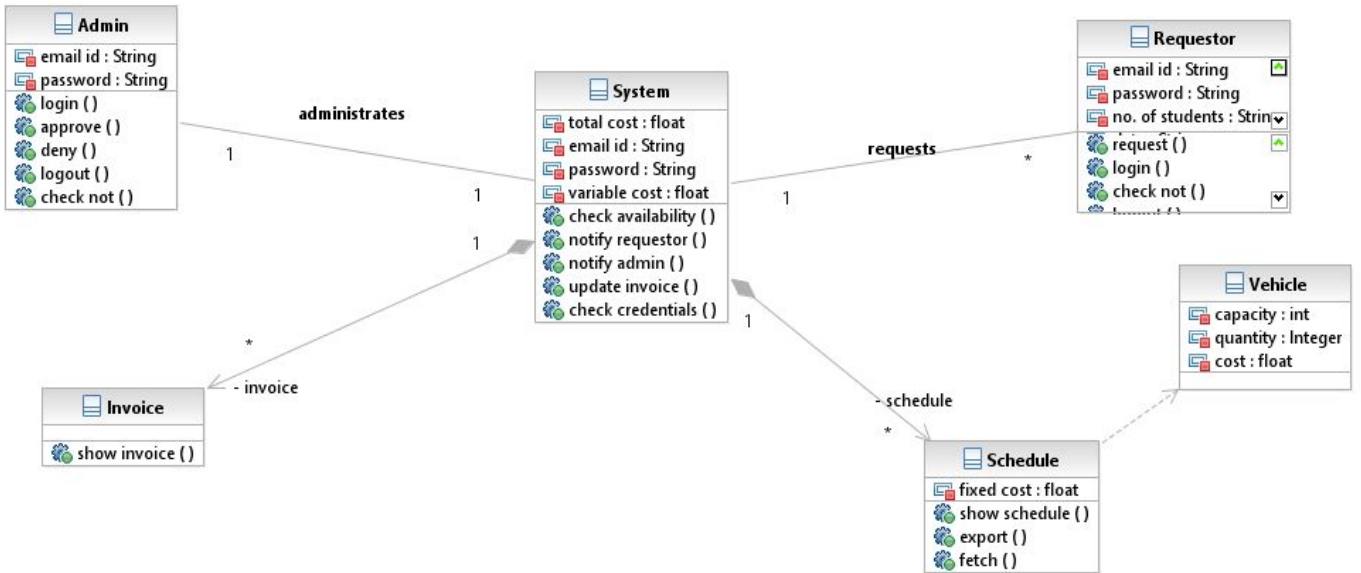 Admin
email id : String
password : String
login ( )
approve ( )
deny ( )
logout ( )
check not ( )
administrates
1
1
System
total cost : float
email id : String
password : String
variable cost : float
check availability ( )
notify requestor ( )
notify admin ( )
update invoice ( )
check credentials ( )
requests
1
*
Requestor
email id : String
password : String
no. of students : Strin
request ( )
login ( )
check not ( )
1
*
- invoice
Invoice
show invoice ( )
1
- schedule
*
Schedule
fixed cost : float
show schedule ( )
export ( )
fetch ( )
Vehicle
capacity : int
quantity : Integer
cost : float